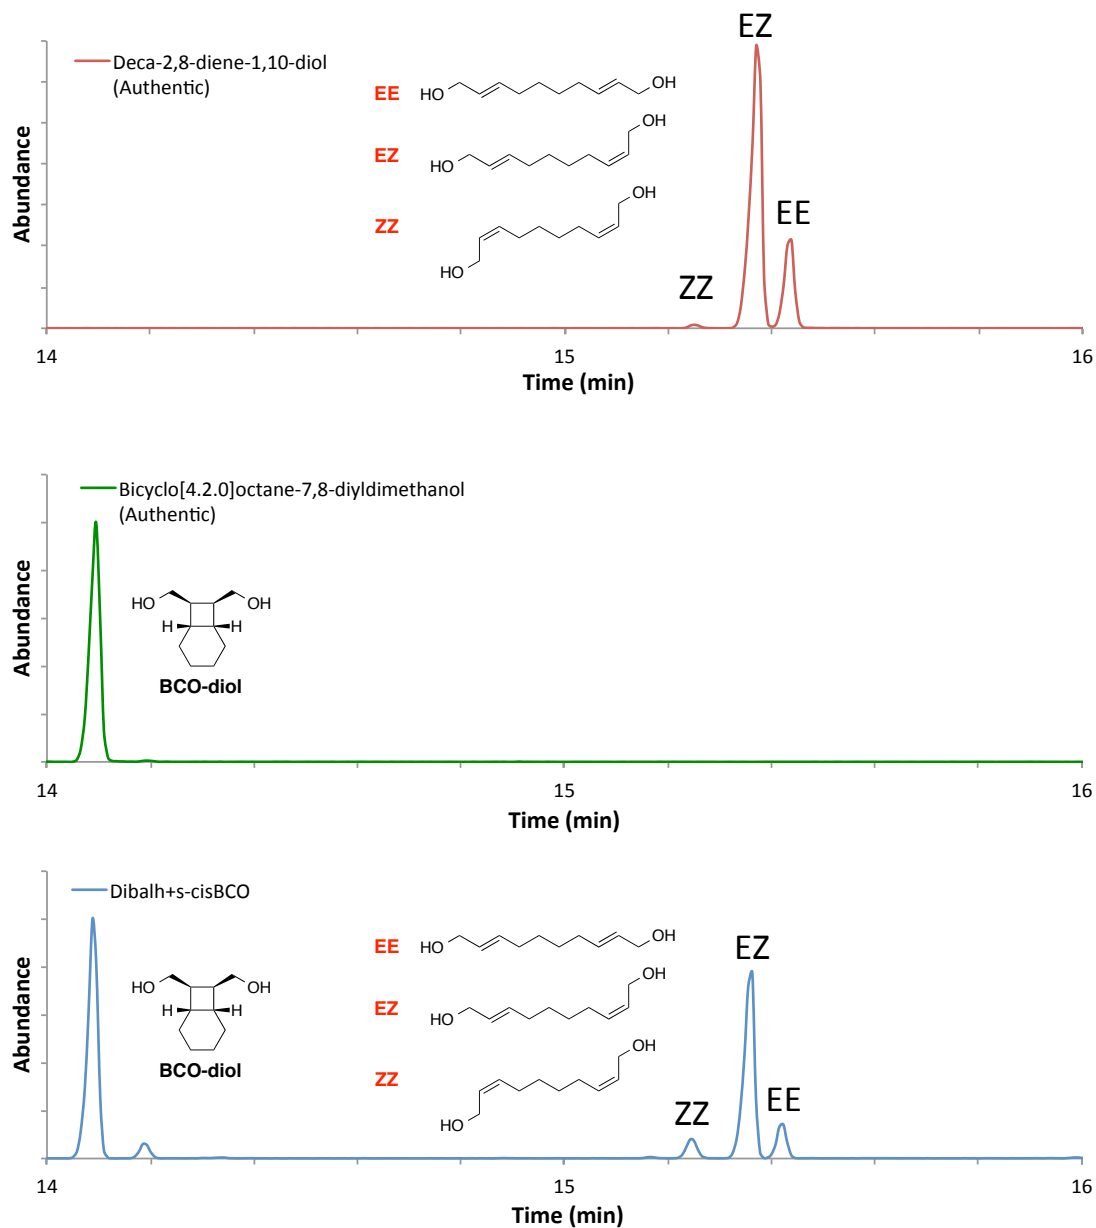 EZ
Deca-2,8-diene-1,10-diol
(Authentic)
EE HO OH
OH
EZ
HO
OH
EE
ZZ
HO
ZZ
Abundance
14 15 16
Time (min)
Bicyclo[4.2.0]octane-7,8-diyldimethanol
(Authentic)
HO OH
H H
BCO-diol
Abundance
14 15 16
Time (min)
Dibalh+s-cisBCO
EE HO OH
EZ
OH
HO OH
H H
EZ
HO
OH
BCO-diol
ZZ
HO
ZZ
EE
Abundance
14 15 16
Time (min)